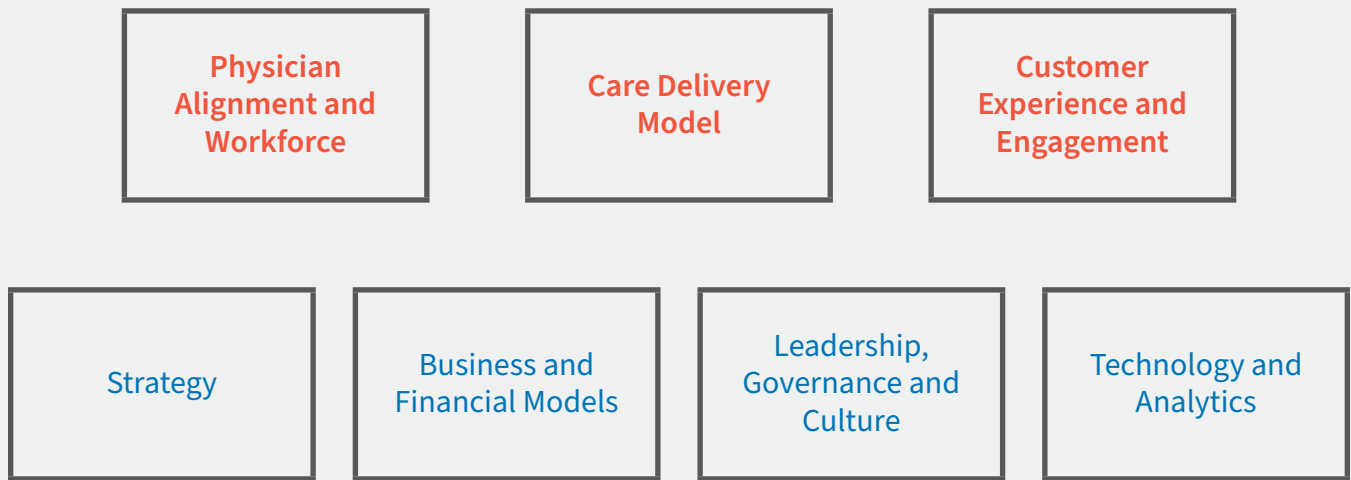 Physician
Alignment and
Workforce
Care Delivery
Model
Customer
Experience and
Engagement
Strategy
Business and
Financial Models
Leadership,
Governance and
Culture
Technology and
Analytics